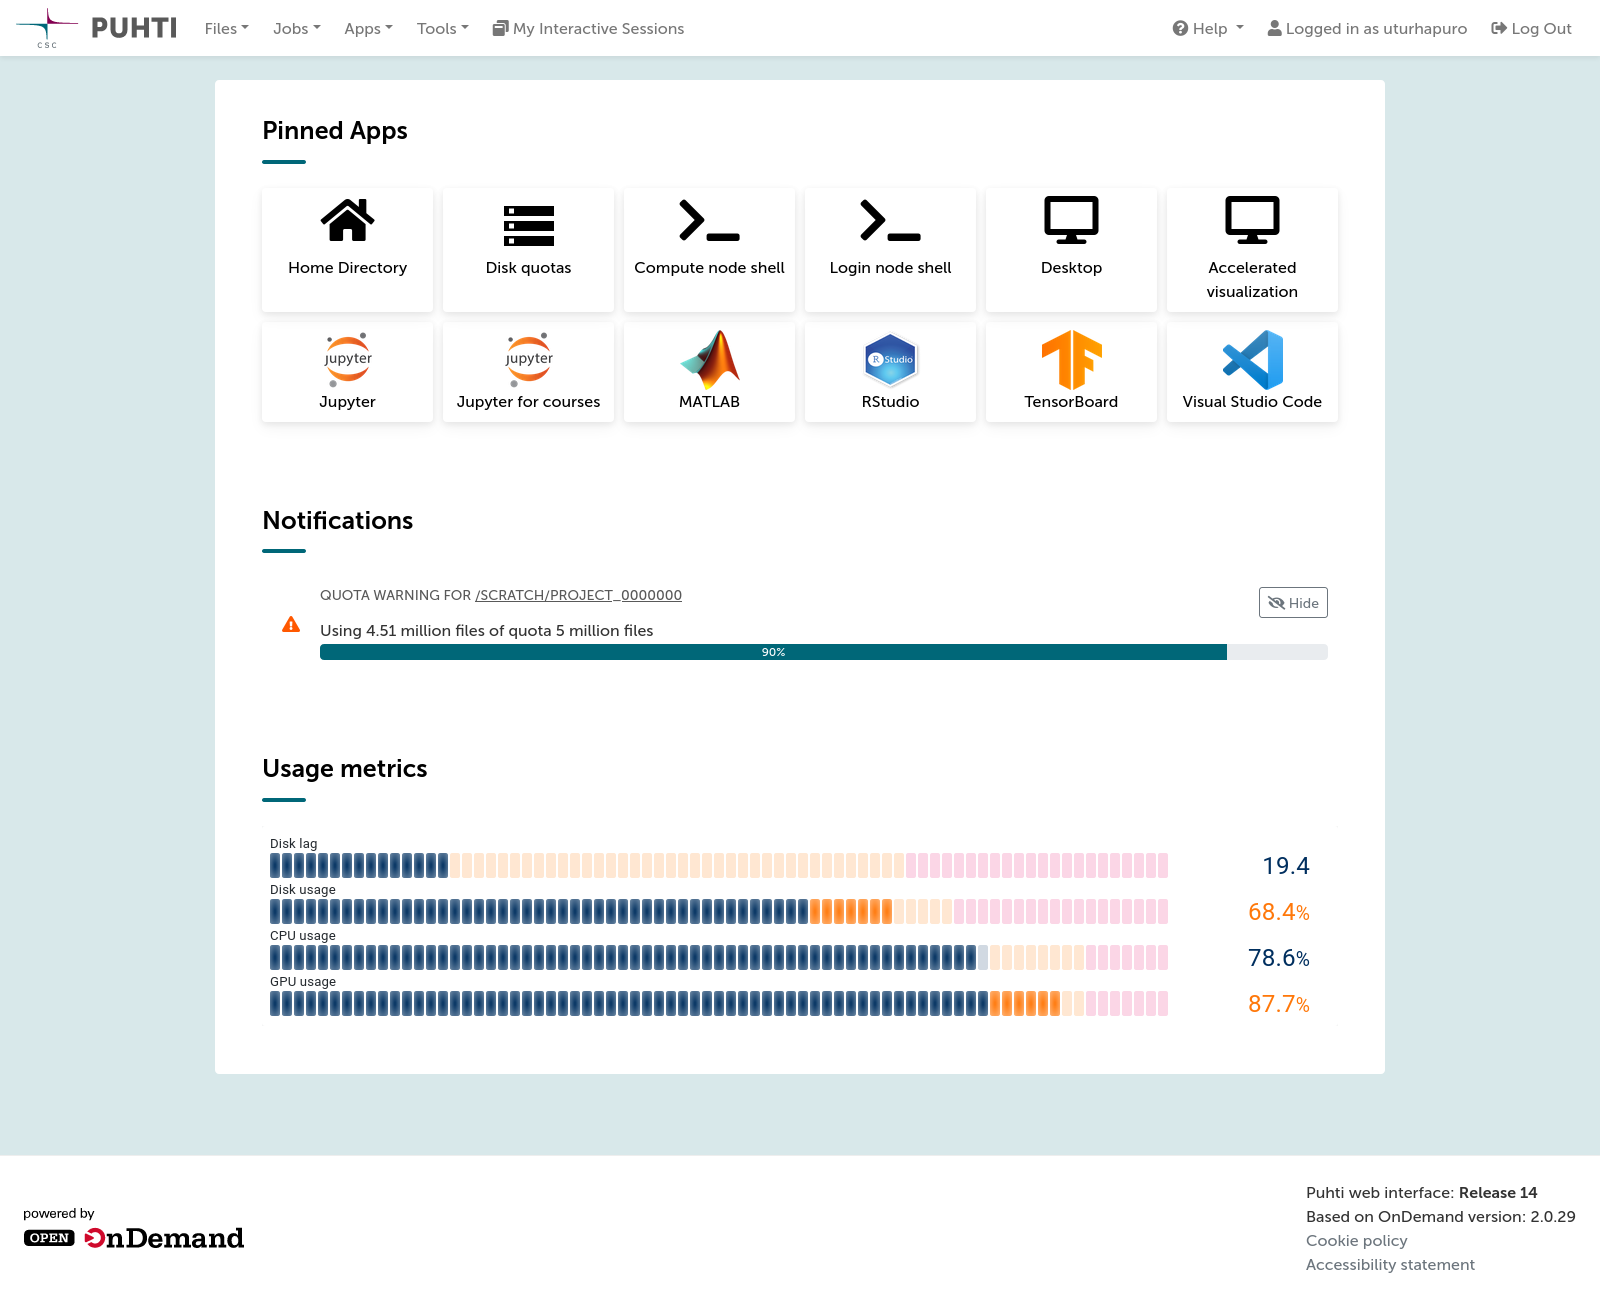 CSC
PUHTI Files Jobs Apps Tools My Interactive Sessions Help Logged in as uturhapuro Log Out
Pinned Apps
Home Directory Disk quotas Compute node shell Login node shell Desktop Accelerated
visualization
jupyter jupyter R Studio
Jupyter Jupyter for courses MATLAB RStudio TensorBoard Visual Studio Code
Notifications
QUOTA WARNING FOR /SCRATCH/PROJECT_0000000 Hide
Using 4.51 million files of quota 5 million files
90%
Usage metrics
Disk lag
19.4
Disk usage
68.4%
CPU usage
78.6%
GPU usage
87.7%
powered by
OPEN OnDemand
Puhti web interface: Release 14
Based on OnDemand version: 2.0.29
Cookie policy
Accessibility statement